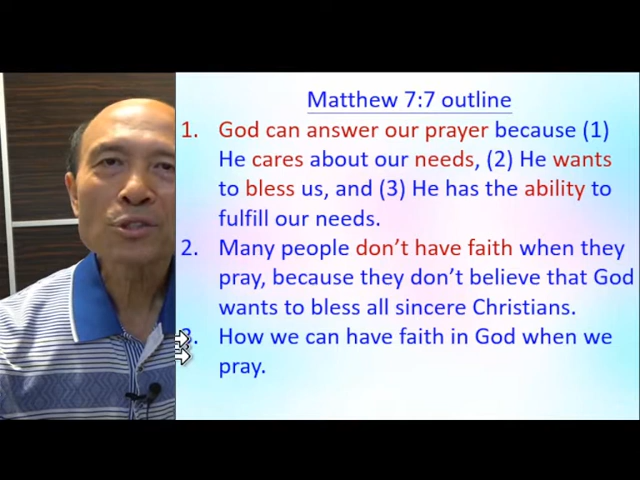 Matthew 7:7 outline
1. God can answer our prayer because (1)
He cares about our needs, (2) He wants
to bless us, and (3) He has the ability to
fulfill our needs.
2. Many people don't have faith when they
pray, because they don't believe that God
wants to bless all sincere Christians.
3. How we can have faith in God when we
pray.